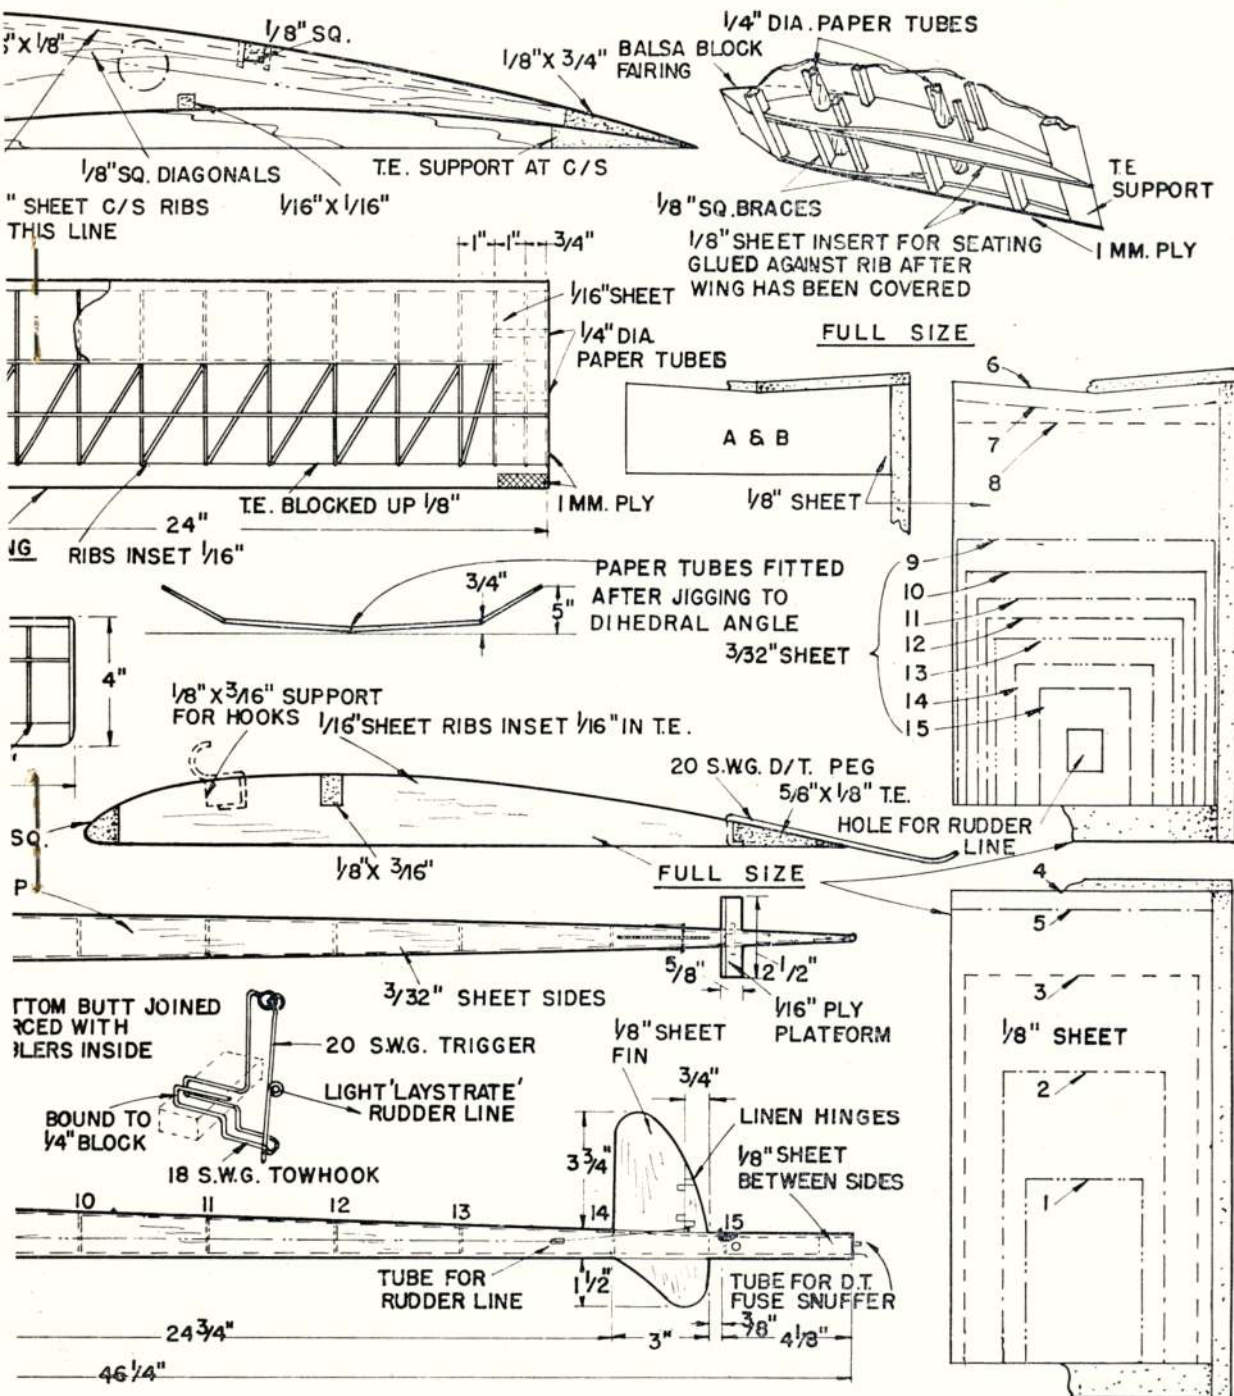 1/8" SQ.
1/4" DIA. PAPER TUBES
" X 1/8"
1/8" X 3/4"
BALSA BLOCK
FAIRING
1/8" SQ. DIAGONALS
T.E. SUPPORT AT C/S
T.E
SUPPORT
" SHEET C/S RIBS
THIS LINE
1/16" X 1/16"
1/8" SQ. BRACES
1/8" SHEET INSERT FOR SEATING
GLUED AGAINST RIB AFTER
WING HAS BEEN COVERED
1 MM. PLY
1" 1" 3/4"
1/16" SHEET
1/4" DIA.
PAPER TUBES
FULL SIZE
6
7
8
A & B
1/8" SHEET
T.E. BLOCKED UP 1/8"
1 MM. PLY
24"
NG
RIBS INSET 1/16"
9
10
11
12
13
14
15
3/32" SHEET
3/4"
5"
PAPER TUBES FITTED
AFTER JIGGING TO
DIHEDRAL ANGLE
4"
1/8" X 3/16" SUPPORT
FOR HOOKS
1/16" SHEET RIBS INSET 1/16" IN T.E.
20 S.W.G. D/T. PEG
5/8" X 1/8" T.E.
HOLE FOR RUDDER
LINE
SQ.
1/8" X 3/16"
FULL SIZE
P
4
5
3
1/8" SHEET
2
1
5/8"
2 1/2"
3/32" SHEET SIDES
1/16" PLY
PLATFORM
TTOM BUTT JOINED
RCED WITH
LERS INSIDE
20 S.W.G. TRIGGER
LIGHT 'LAYSTRATE'
RUDDER LINE
BOUND TO
1/4" BLOCK
18 S.W.G. TOWHOOK
1/8" SHEET
FIN
3/4"
LINEN HINGES
3 3/4"
1/8" SHEET
BETWEEN SIDES
10 11 12 13 14 15
TUBE FOR
RUDDER LINE
1 1/2"
TUBE FOR D.T.
FUSE SNUFFER
24 3/4"
3"
3/8"
4 1/8"
46 1/4"